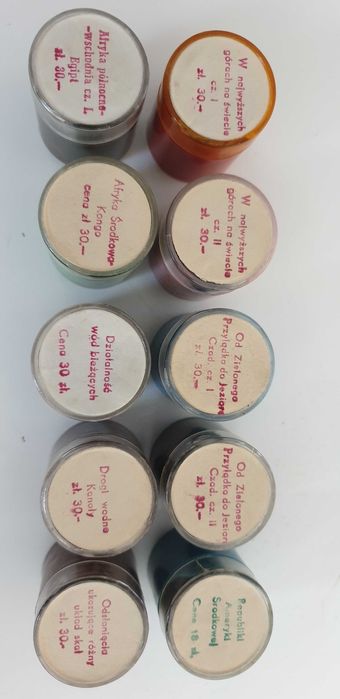 Afryka północno-
-wschodnia cz. I.
Egipt
zł. 30,-
W najwyższych
górach na świecie
cz. I
zł. 30.-
Afryka Środkowa-
Kongo
cena zł 30,-
W najwyższych
górach na świecie
cz. II
zł. 30.-
Działalność
wód bieżących
Cena 30 zł.
Od Zielonego
Przylądka do Jeziora
Czad. cz. I
zł. 30.-
Drogi wodne
Kanały
zł. 30.-
Od Zielonego
Przylądka do Jeziora
Czad. cz. II
zł. 30.-
Odsłonięcia
ukazujące różny
układ skał
zł. 30.-
Republiki
Ameryki
Środkowej
Cena 18 zł.